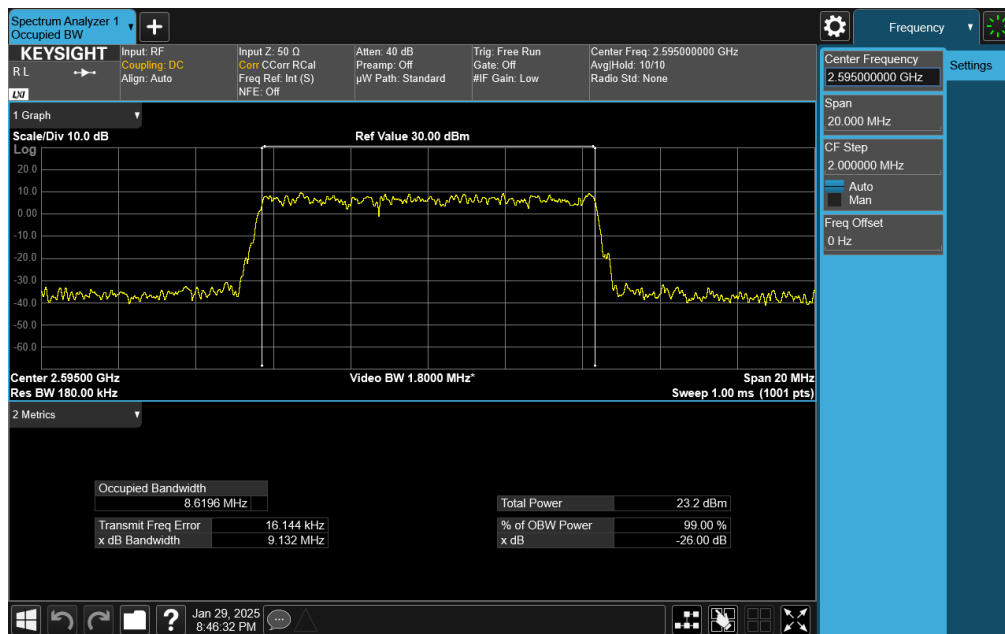 Spectrum Analyzer 1
Occupied BW
Frequency
KEYSIGHT
R L
LXI
Input: RF
Coupling: DC
Align: Auto
Input Z: 50 Ω
Corr CCorr RCal
Freq Ref: Int (S)
NFE: Off
Atten: 40 dB
Preamp: Off
µW Path: Standard
Trig: Free Run
Gate: Off
#IF Gain: Low
Center Freq: 2.595000000 GHz
Avg|Hold: 10/10
Radio Std: None
Center Frequency
2.595000000 GHz
Settings
Span
20.000 MHz
CF Step
2.000000 MHz
Auto
Man
Freq Offset
0 Hz
1 Graph
Scale/Div 10.0 dB
Ref Value 30.00 dBm
Log
20.0
10.0
0.00
-10.0
-20.0
-30.0
-40.0
-50.0
-60.0
Center 2.59500 GHz
Video BW 1.8000 MHz*
Span 20 MHz
Res BW 180.00 kHz
Sweep 1.00 ms (1001 pts)
2 Metrics
Occupied Bandwidth
8.6196 MHz
Total Power 23.2 dBm
Transmit Freq Error 16.144 kHz
% of OBW Power 99.00 %
x dB Bandwidth 9.132 MHz
x dB -26.00 dB
Jan 29, 2025
8:46:32 PM